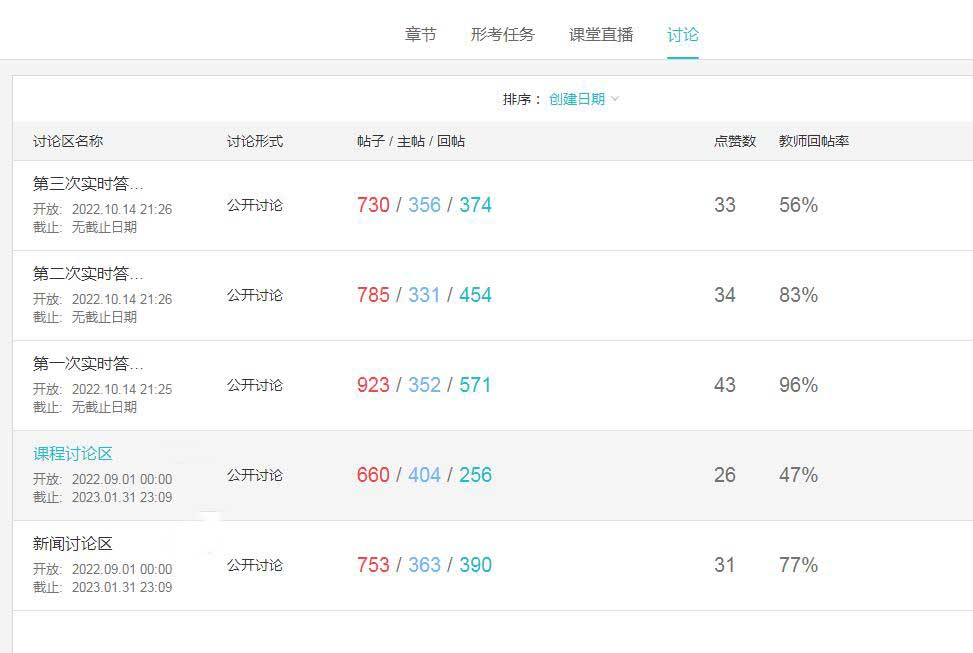 章节 形考任务 课堂直播 讨论
排序： 创建日期
讨论区名称 讨论形式 帖子 / 主帖 / 回帖 点赞数 教师回帖率
第三次实时答...
开放: 2022.10.14 21:26
截止: 无截止日期
公开讨论 730 / 356 / 374 33 56%
第二次实时答...
开放: 2022.10.14 21:26
截止: 无截止日期
公开讨论 785 / 331 / 454 34 83%
第一次实时答...
开放: 2022.10.14 21:25
截止: 无截止日期
公开讨论 923 / 352 / 571 43 96%
课程讨论区
开放: 2022.09.01 00:00
截止: 2023.01.31 23:09
公开讨论 660 / 404 / 256 26 47%
新闻讨论区
开放: 2022.09.01 00:00
截止: 2023.01.31 23:09
公开讨论 753 / 363 / 390 31 77%